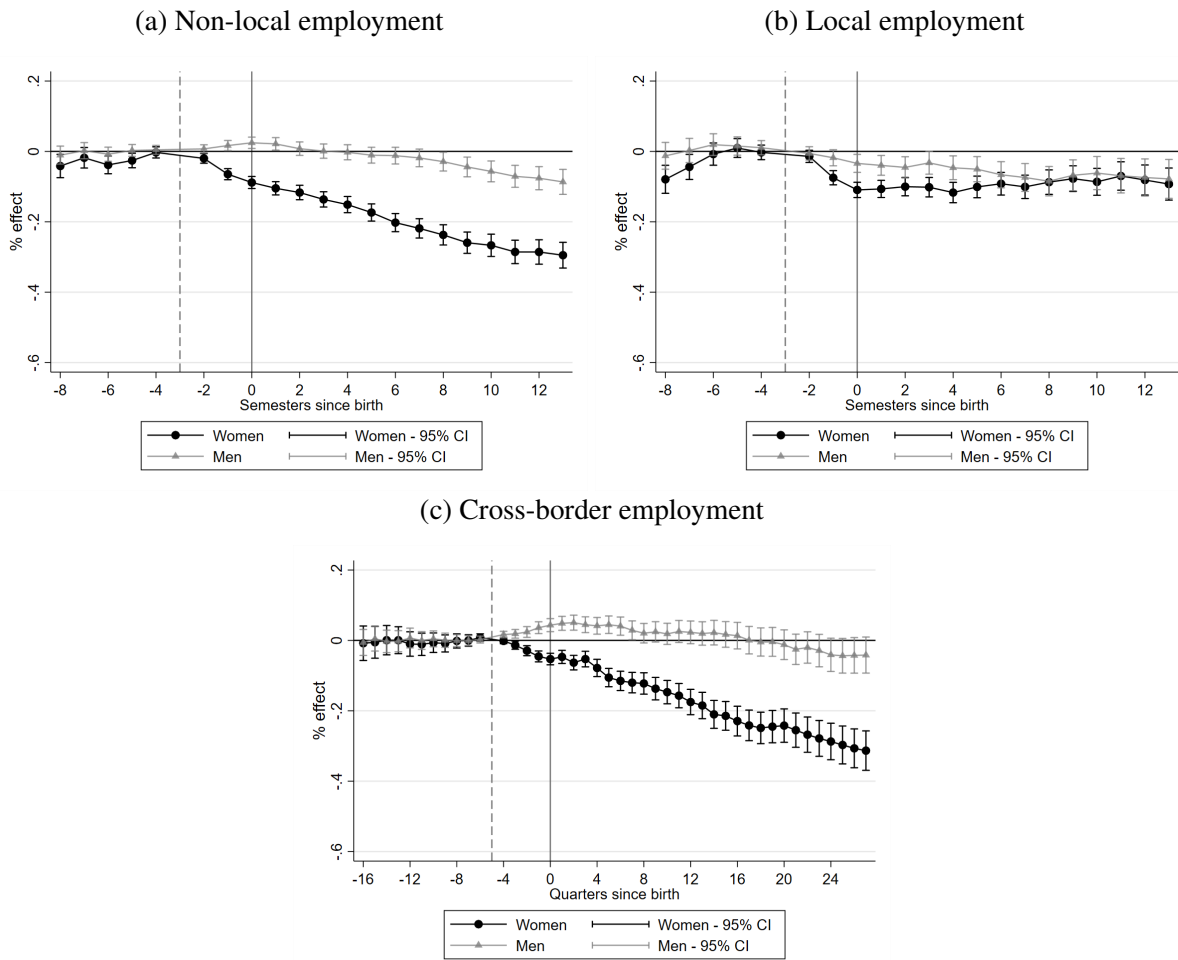 (a) Non-local employment
.2
0
-.2
-.4
-.6
% effect
-8 -6 -4 -2 0 2 4 6 8 10 12
Semesters since birth
Women Women - 95% CI
Men Men - 95% CI
(b) Local employment
.2
0
-.2
-.4
-.6
% effect
-8 -6 -4 -2 0 2 4 6 8 10 12
Semesters since birth
Women Women - 95% CI
Men Men - 95% CI
(c) Cross-border employment
.2
0
-.2
-.4
-.6
% effect
-16 -12 -8 -4 0 4 8 12 16 20 24
Quarters since birth
Women Women - 95% CI
Men Men - 95% CI